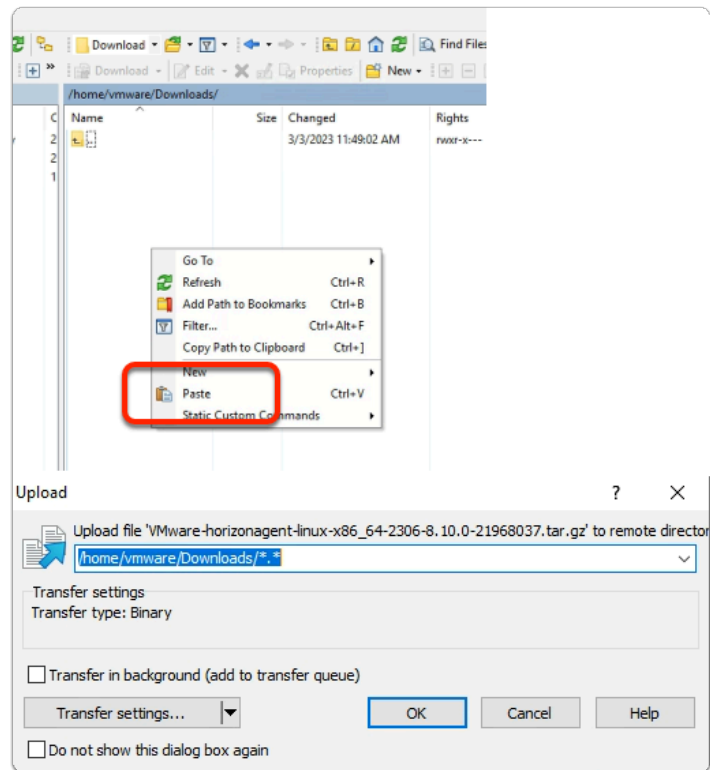 Download Find Files
» Download Edit Properties New
/home/vmware/Downloads/
C Name Size Changed Rights
2 .. 3/3/2023 11:49:02 AM rwxr-x---
2
1
Go To
Refresh Ctrl+R
Add Path to Bookmarks Ctrl+B
Filter... Ctrl+Alt+F
Copy Path to Clipboard Ctrl+]
New
Paste Ctrl+V
Static Custom Commands
Upload ? X
Upload file 'VMware-horizonagent-linux-x86_64-2306-8.10.0-21968037.tar.gz' to remote director
/home/vmware/Downloads/*.*
Transfer settings
Transfer type: Binary
Transfer in background (add to transfer queue)
Transfer settings... OK Cancel Help
Do not show this dialog box again